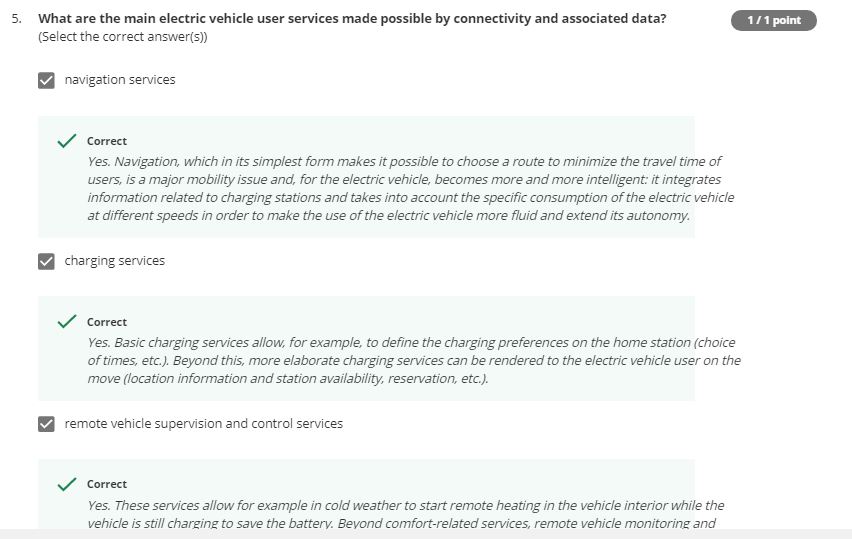 5. What are the main electric vehicle user services made possible by connectivity and associated data?
1 / 1 point
(Select the correct answer(s))
navigation services
Correct
Yes. Navigation, which in its simplest form makes it possible to choose a route to minimize the travel time of
users, is a major mobility issue and, for the electric vehicle, becomes more and more intelligent: it integrates
information related to charging stations and takes into account the specific consumption of the electric vehicle
at different speeds in order to make the use of the electric vehicle more fluid and extend its autonomy.
charging services
Correct
Yes. Basic charging services allow, for example, to define the charging preferences on the home station (choice
of times, etc.). Beyond this, more elaborate charging services can be rendered to the electric vehicle user on the
move (location information and station availability, reservation, etc.).
remote vehicle supervision and control services
Correct
Yes. These services allow for example in cold weather to start remote heating in the vehicle interior while the
vehicle is still charging to save the battery. Beyond comfort-related services, remote vehicle monitoring and